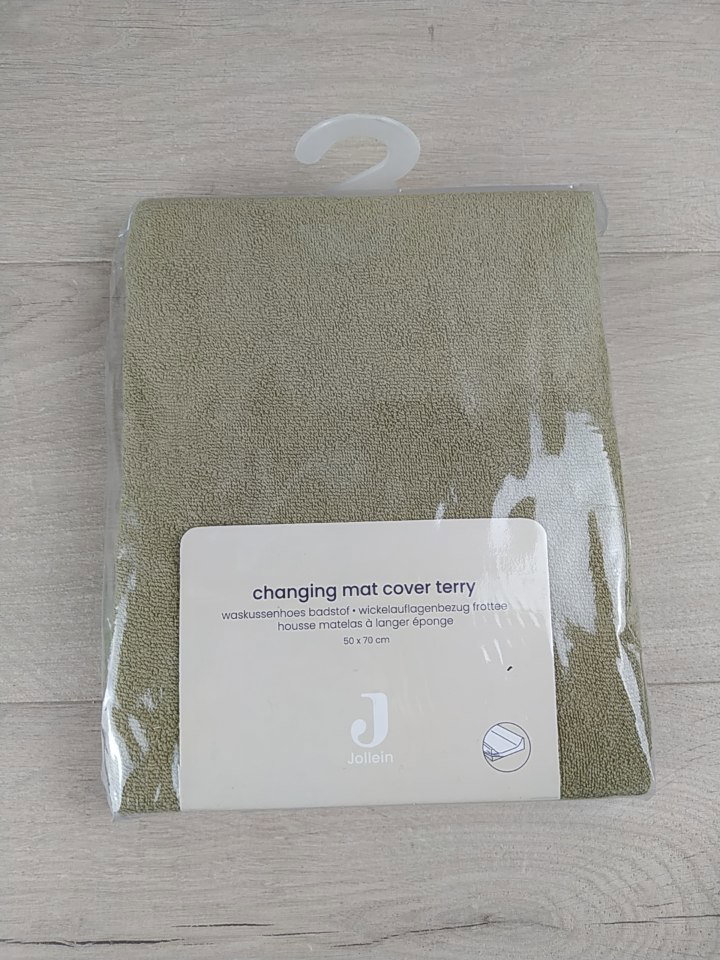 changing mat cover terry
waskussenhoes badstof • wickelauflagenbezug frottee
housse matelas à langer éponge
50 x 70 cm
J
Jollein